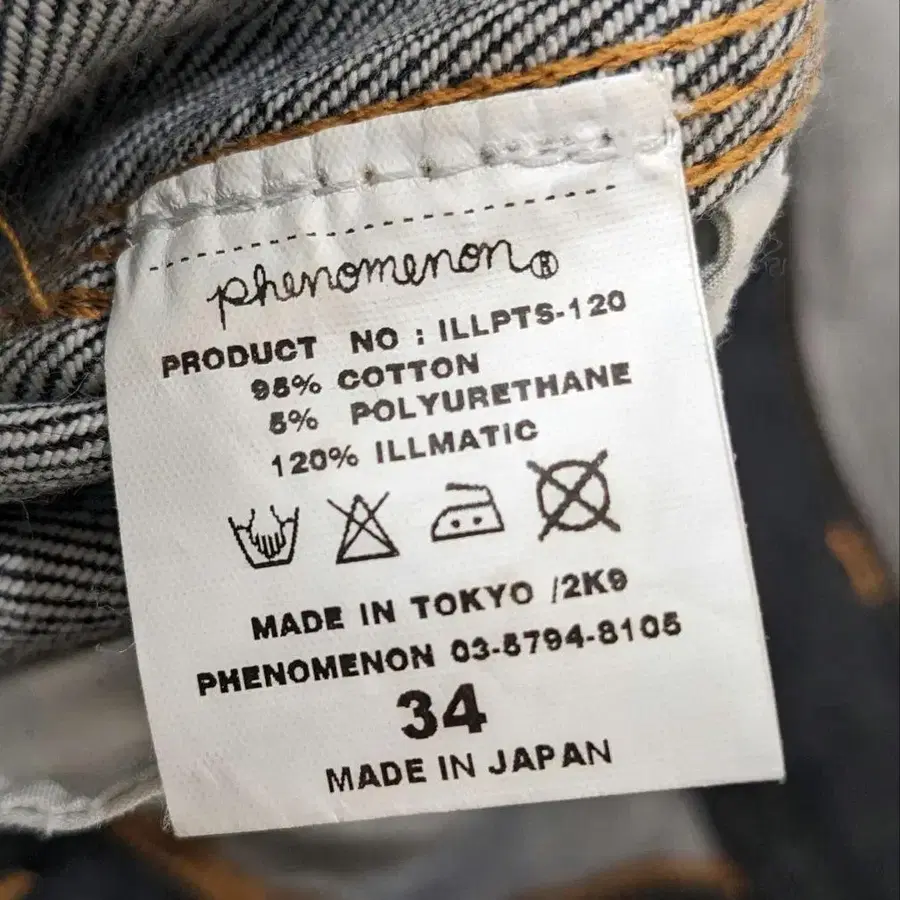 phenomenon®
PRODUCT NO : ILLPTS-120
95% COTTON
5% POLYURETHANE
120% ILLMATIC
MADE IN TOKYO /2K9
PHENOMENON 03-5794-8105
34
MADE IN JAPAN